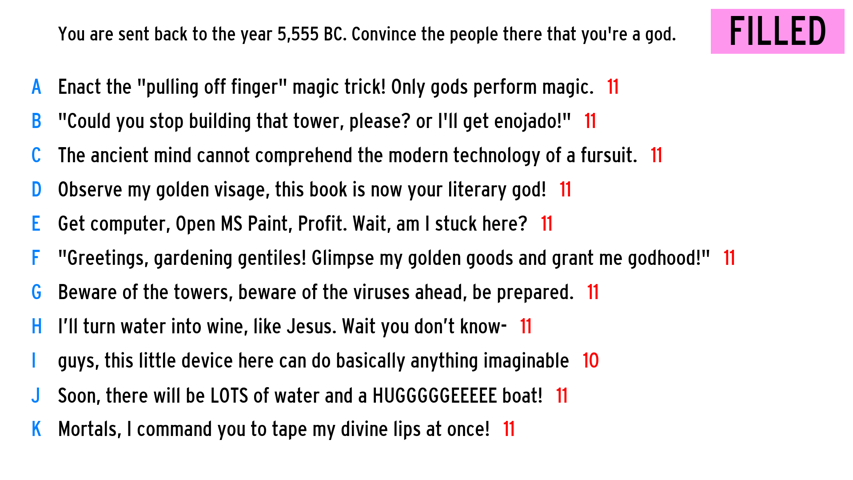 You are sent back to the year 5,555 BC. Convince the people there that you're a god. FILLED
A Enact the "pulling off finger" magic trick! Only gods perform magic. 11
B "Could you stop building that tower, please? or I'll get enojado!" 11
C The ancient mind cannot comprehend the modern technology of a fursuit. 11
D Observe my golden visage, this book is now your literary god! 11
E Get computer, Open MS Paint, Profit. Wait, am I stuck here? 11
F "Greetings, gardening gentiles! Glimpse my golden goods and grant me godhood!" 11
G Beware of the towers, beware of the viruses ahead, be prepared. 11
H I’ll turn water into wine, like Jesus. Wait you don’t know- 11
I guys, this little device here can do basically anything imaginable 10
J Soon, there will be LOTS of water and a HUGGGGGEEEEE boat! 11
K Mortals, I command you to tape my divine lips at once! 11